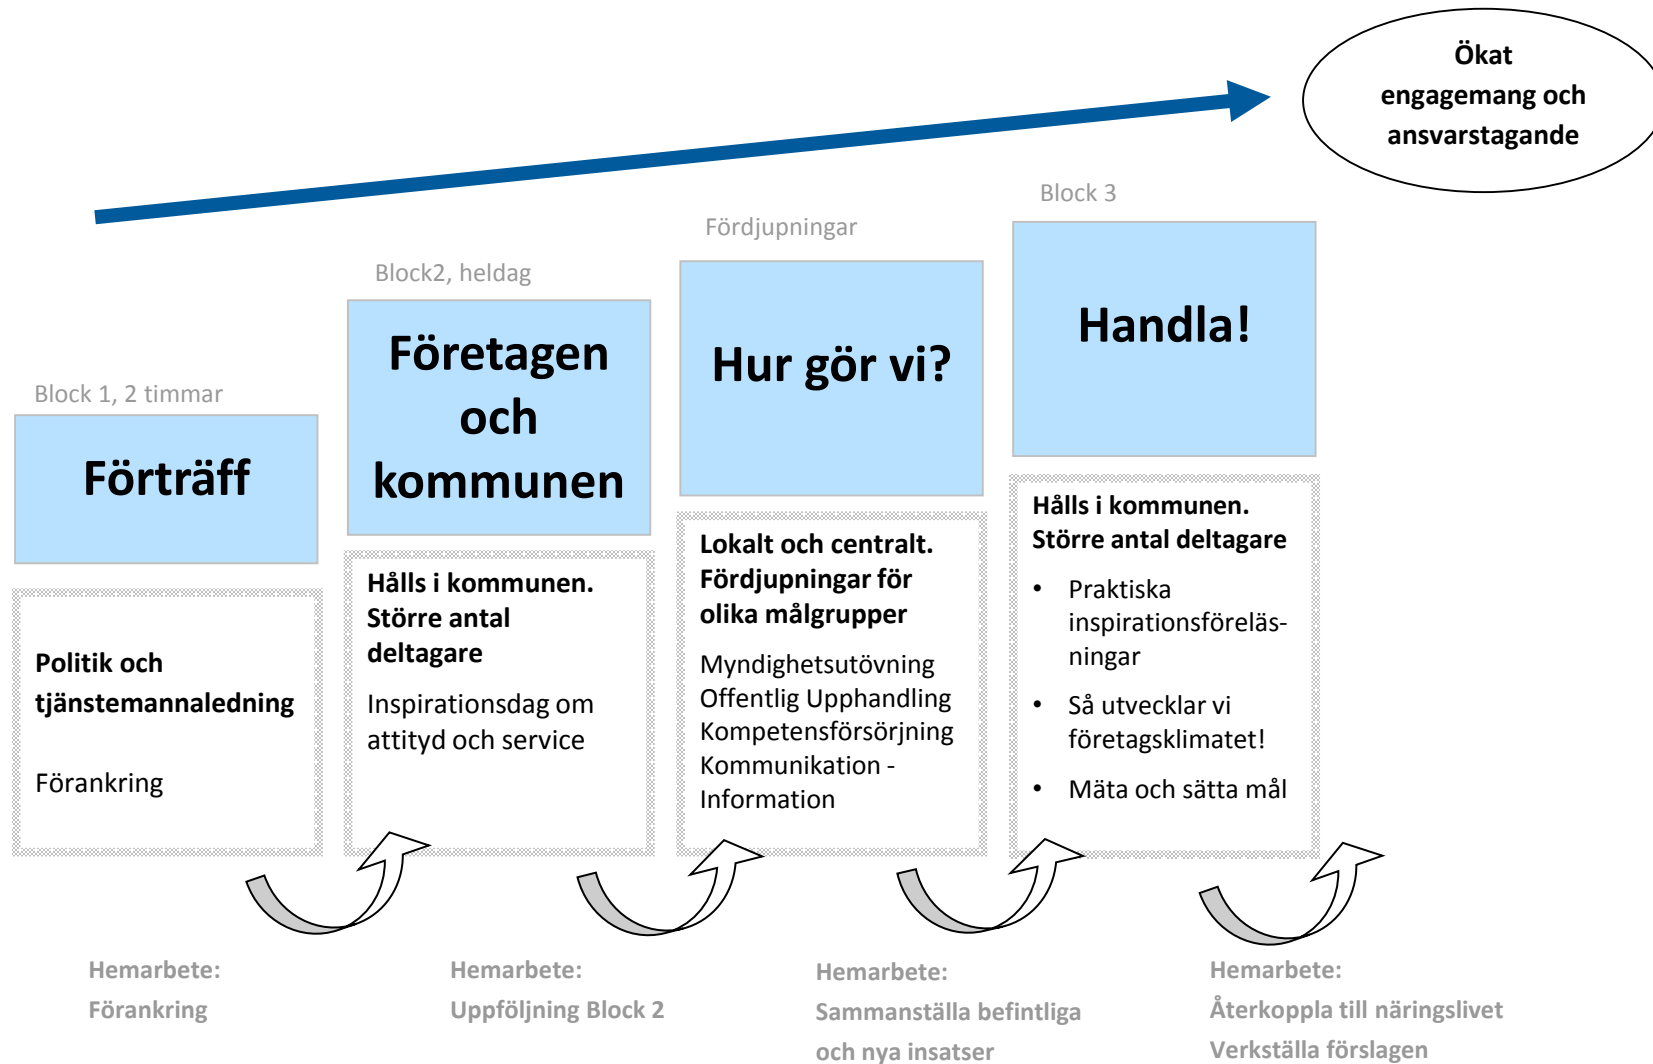 Ökat
engagemang och
ansvarstagande
Block 1, 2 timmar
Förträff
Politik och
tjänstemannaledning
Förankring
Block2, heldag
Företagen
och
kommunen
Hålls i kommunen.
Större antal
deltagare
Inspirationsdag om
attityd och service
Fördjupningar
Hur gör vi?
Lokalt och centralt.
Fördjupningar för
olika målgrupper
Myndighetsutövning
Offentlig Upphandling
Kompetensförsörjning
Kommunikation -
Information
Block 3
Handla!
Hålls i kommunen.
Större antal deltagare
• Praktiska
inspirationsföreläs-
ningar
• Så utvecklar vi
företagsklimatet!
• Mäta och sätta mål
Hemarbete:
Förankring
Hemarbete:
Uppföljning Block 2
Hemarbete:
Sammanställa befintliga
och nya insatser
Hemarbete:
Återkoppla till näringslivet
Verkställa förslagen